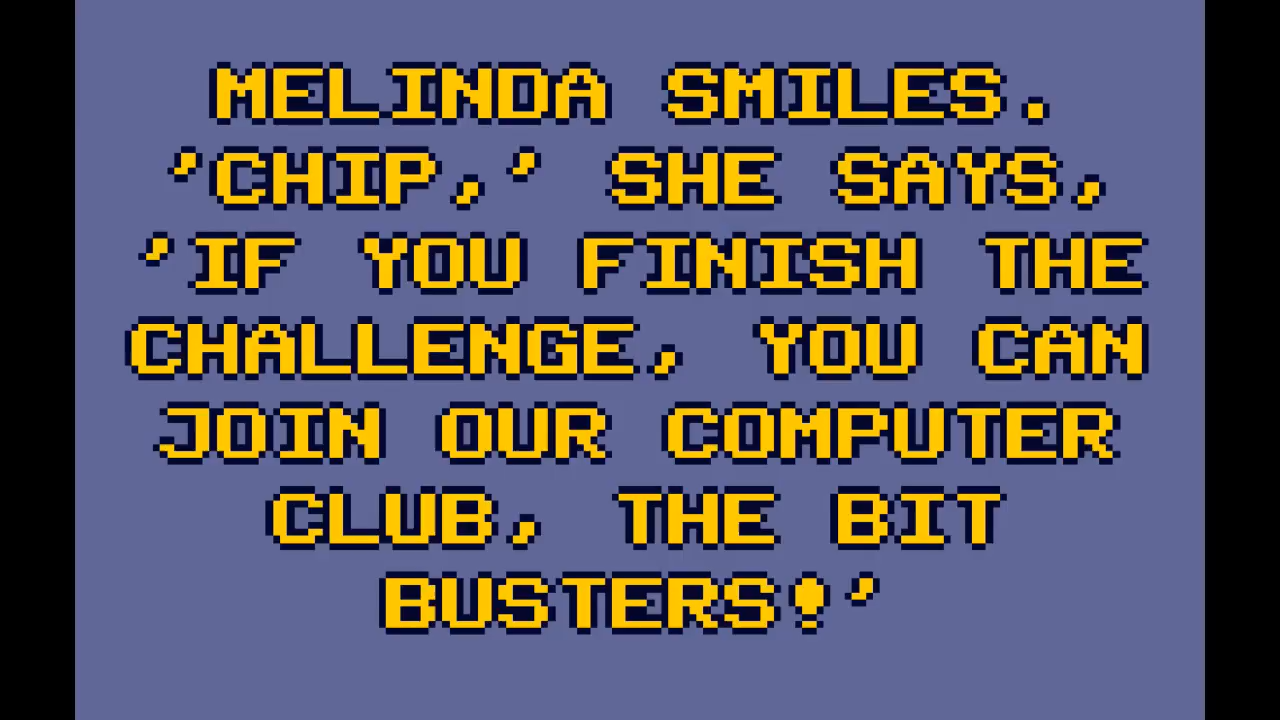 MELINDA SMILES.
'CHIP,' SHE SAYS,
'IF YOU FINISH THE
CHALLENGE, YOU CAN
JOIN OUR COMPUTER
CLUB, THE BIT
BUSTERS!'